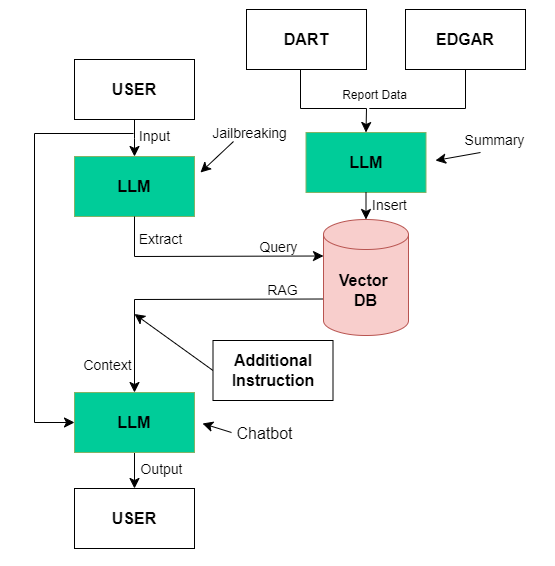 DART
EDGAR
USER
Report Data
Input
Jailbreaking
Summary
LLM
LLM
Insert
Extract
Query
Vector
DB
RAG
Additional
Instruction
Context
LLM
Chatbot
Output
USER